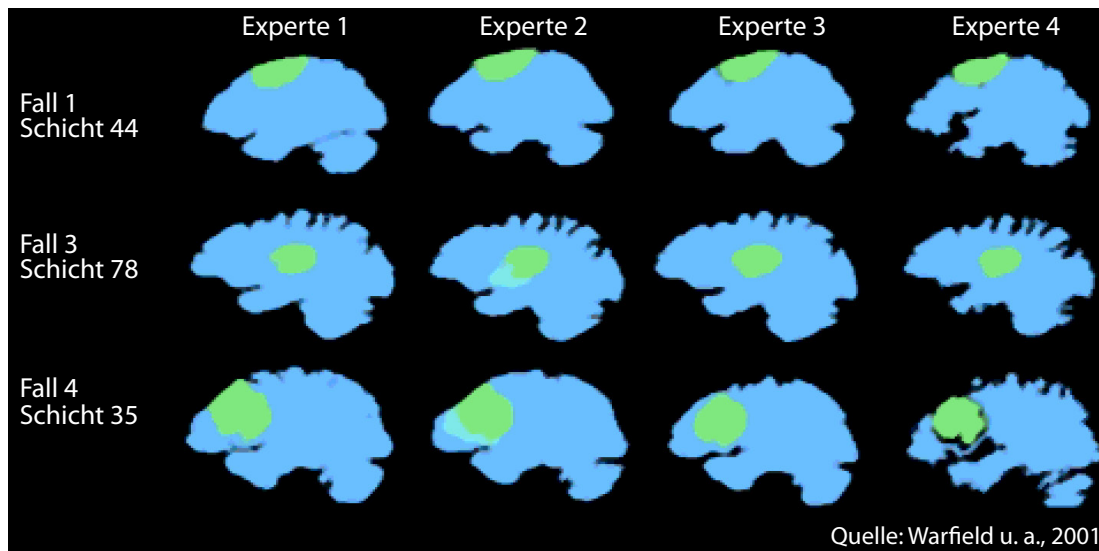 Experte 1 Experte 2 Experte 3 Experte 4
Fall 1
Schicht 44
Fall 3
Schicht 78
Fall 4
Schicht 35
Quelle: Warfield u. a., 2001